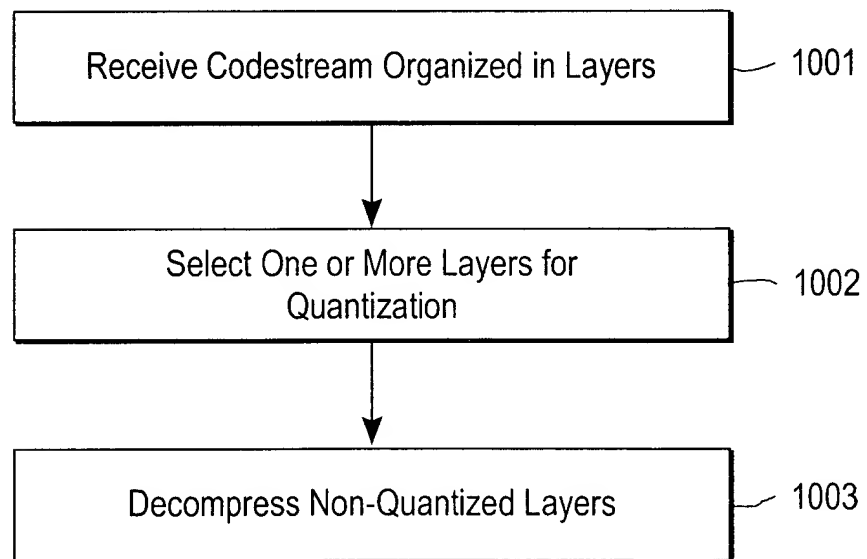 Receive Codestream Organized in Layers
1001
Select One or More Layers for
Quantization
1002
Decompress Non-Quantized Layers
1003